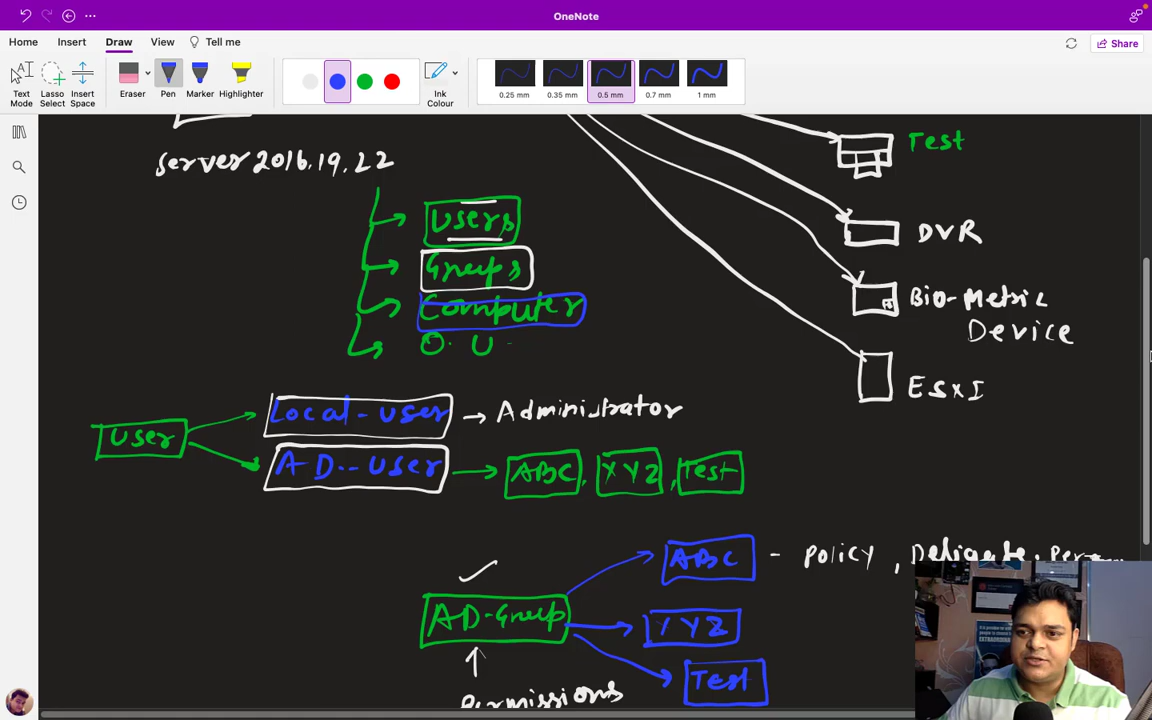 OneNote
Home Insert Draw View Tell me
Share
Text Mode
Lasso Select
Insert Space
Eraser
Pen
Marker
Highlighter
Ink Colour
0.25 mm
0.35 mm
0.5 mm
0.7 mm
1 mm
Test
Server 2016.19.22
Users
DVR
Groups
Bio-Metric
Device
Computer
O. U
ESXI
Local-user → Administrator
User
A D-user → ABC, XYZ, Test
ABC - Policy, Deligate,
AD-Group
XYZ
Test
Permissions